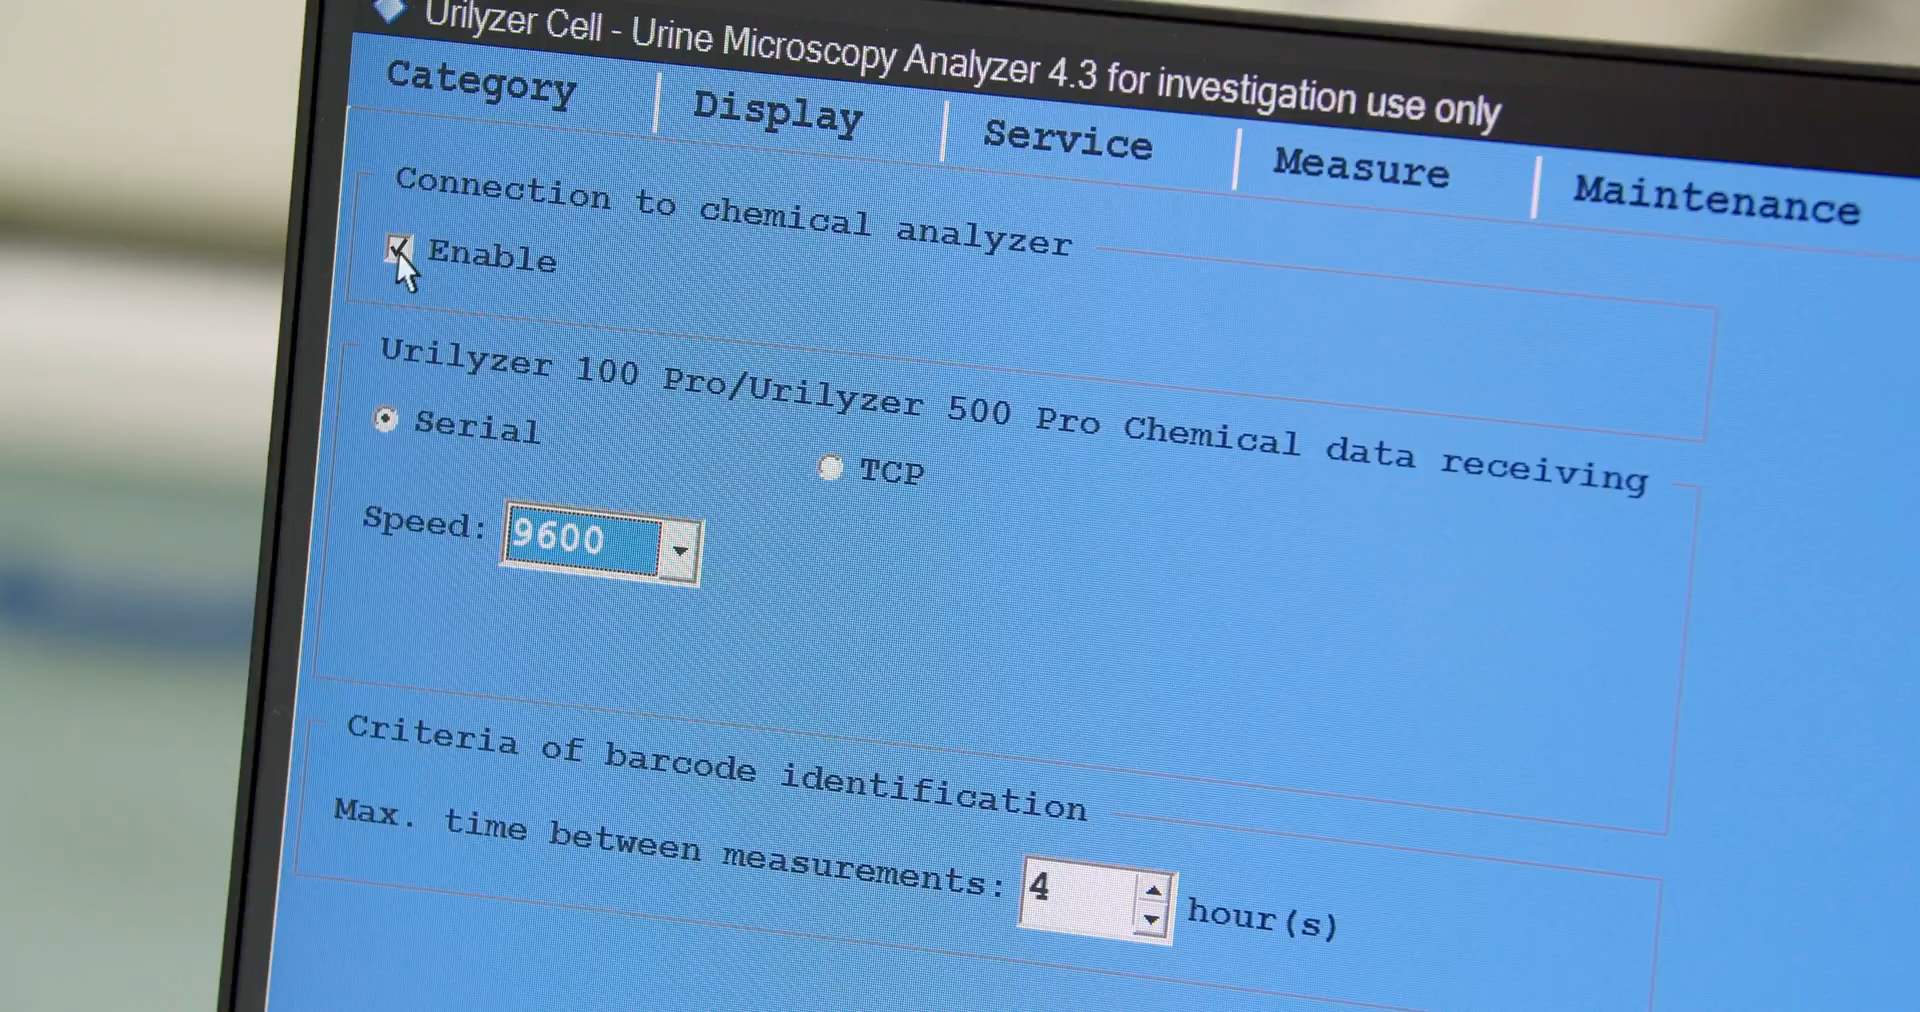 Urilyzer Cell - Urine Microscopy Analyzer 4.3 for investigation use only
Category Display Service Measure Maintenance
Connection to chemical analyzer
Enable
Urilyzer 100 Pro/Urilyzer 500 Pro Chemical data receiving
Serial TCP
Speed: 9600
Criteria of barcode identification
Max. time between measurements: 4 hour(s)